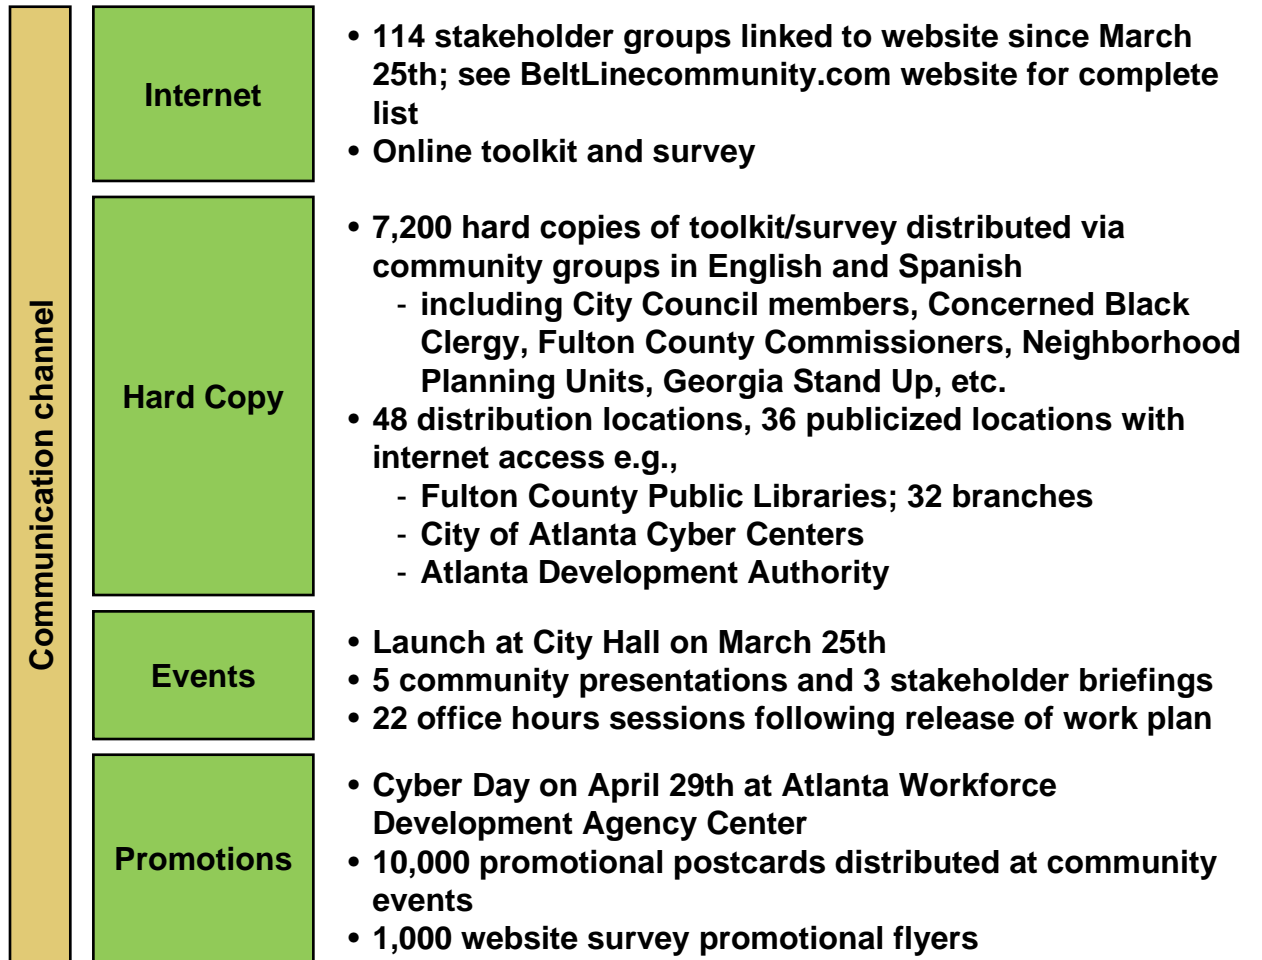 Communication channel
Internet
• 114 stakeholder groups linked to website since March
25th; see BeltLinecommunity.com website for complete
list
• Online toolkit and survey
Hard Copy
• 7,200 hard copies of toolkit/survey distributed via
community groups in English and Spanish
- including City Council members, Concerned Black
Clergy, Fulton County Commissioners, Neighborhood
Planning Units, Georgia Stand Up, etc.
• 48 distribution locations, 36 publicized locations with
internet access e.g.,
- Fulton County Public Libraries; 32 branches
- City of Atlanta Cyber Centers
- Atlanta Development Authority
Events
• Launch at City Hall on March 25th
• 5 community presentations and 3 stakeholder briefings
• 22 office hours sessions following release of work plan
Promotions
• Cyber Day on April 29th at Atlanta Workforce
Development Agency Center
• 10,000 promotional postcards distributed at community
events
• 1,000 website survey promotional flyers